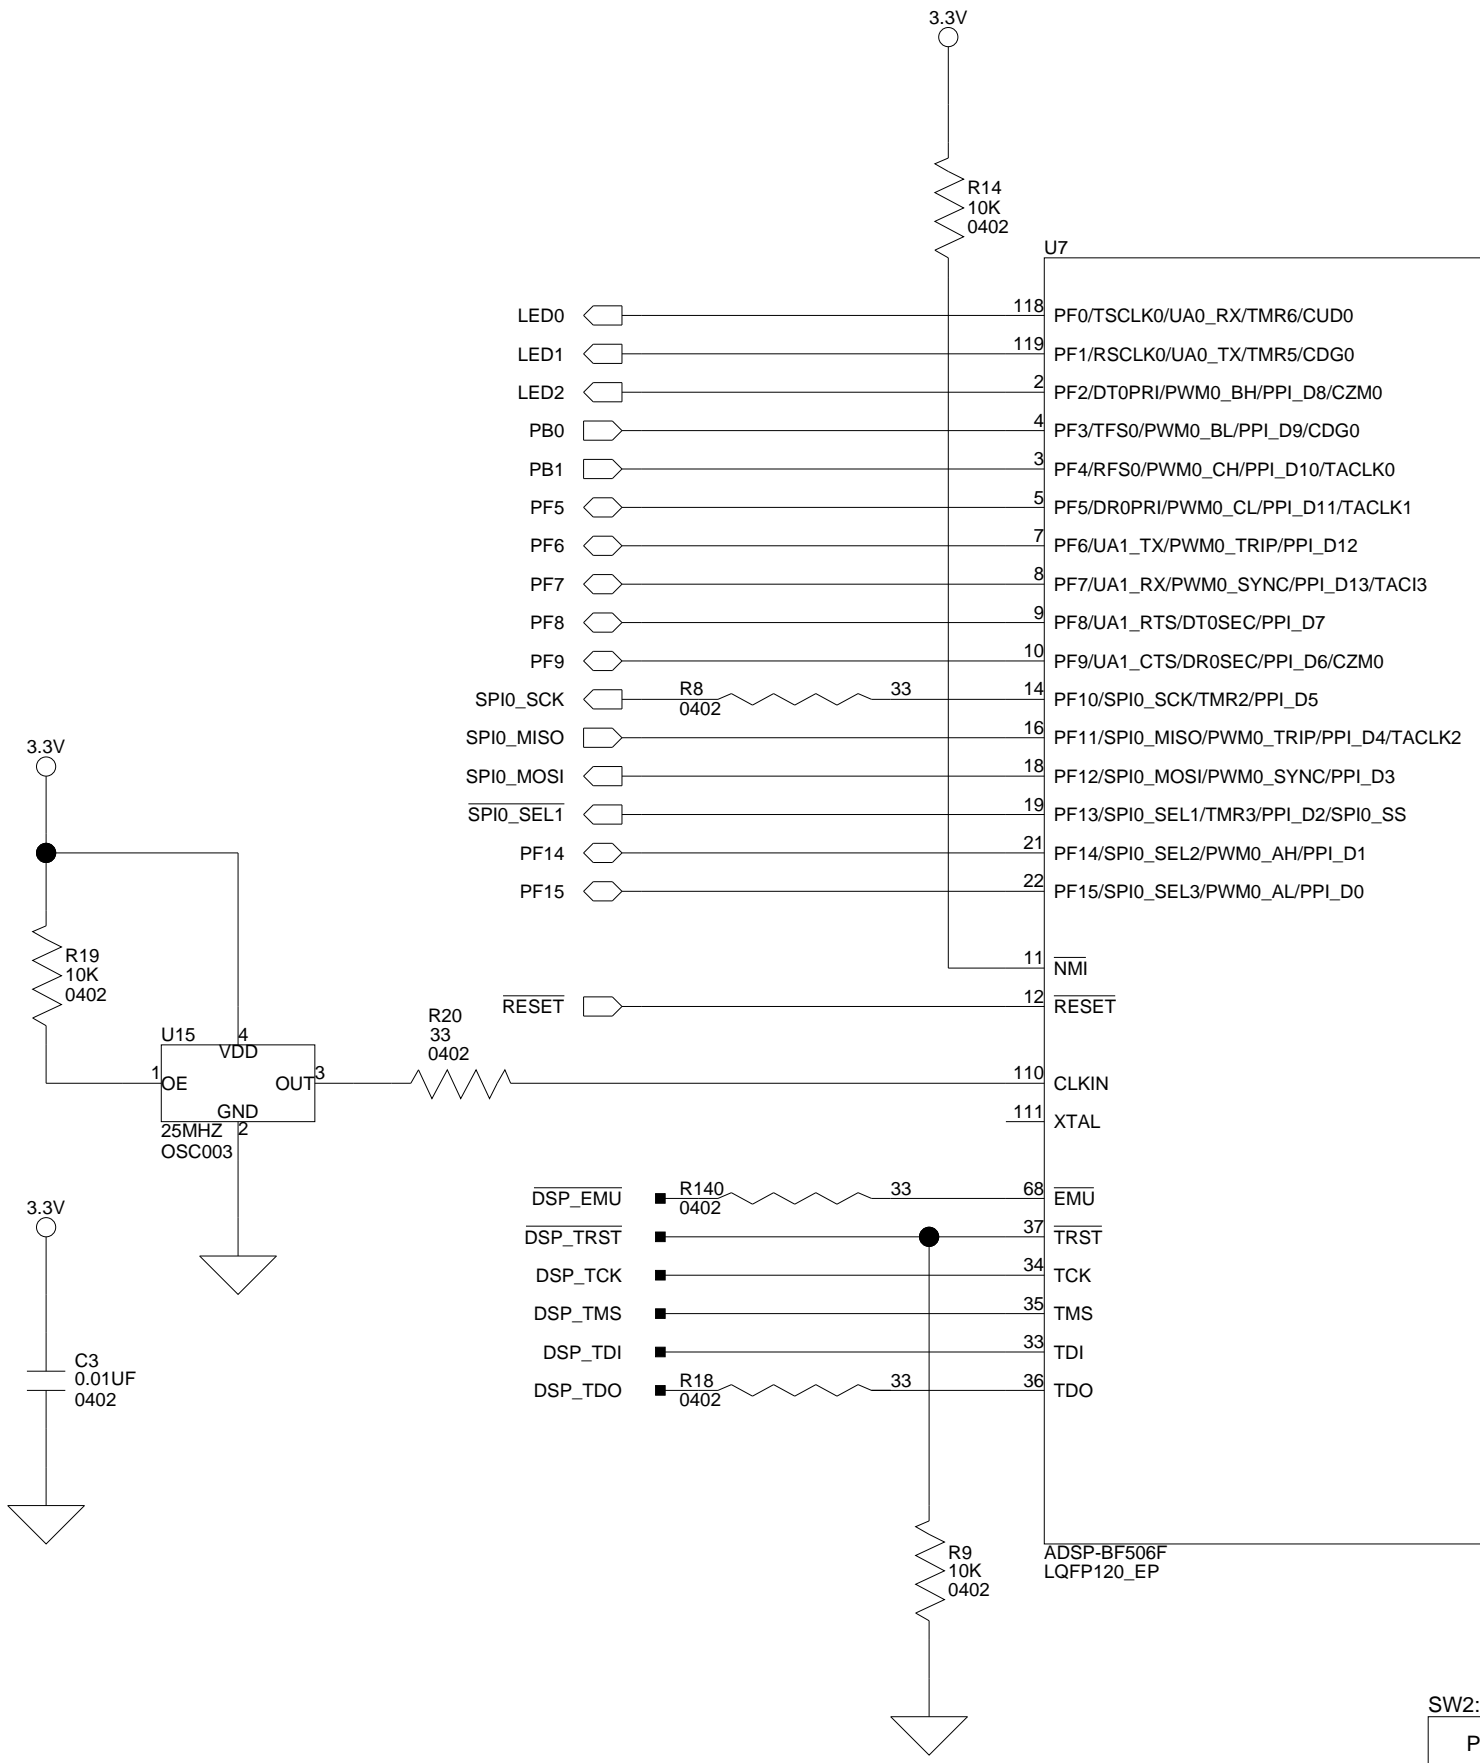 3.3V
R14
10K
0402
U7
LED0 118 PF0/TSCLK0/UA0_RX/TMR6/CUD0
LED1 119 PF1/RSCLK0/UA0_TX/TMR5/CDG0
LED2 2 PF2/DT0PRI/PWM0_BH/PPI_D8/CZM0
PB0 4 PF3/TFS0/PWM0_BL/PPI_D9/CDG0
PB1 3 PF4/RFS0/PWM0_CH/PPI_D10/TACLK0
PF5 5 PF5/DR0PRI/PWM0_CL/PPI_D11/TACLK1
PF6 7 PF6/UA1_TX/PWM0_TRIP/PPI_D12
PF7 8 PF7/UA1_RX/PWM0_SYNC/PPI_D13/TACI3
PF8 9 PF8/UA1_RTS/DT0SEC/PPI_D7
PF9 10 PF9/UA1_CTS/DR0SEC/PPI_D6/CZM0
SPI0_SCK R8 33 14 PF10/SPI0_SCK/TMR2/PPI_D5
0402
SPI0_MISO 16 PF11/SPI0_MISO/PWM0_TRIP/PPI_D4/TACLK2
SPI0_MOSI 18 PF12/SPI0_MOSI/PWM0_SYNC/PPI_D3
SPI0_SEL1 19 PF13/SPI0_SEL1/TMR3/PPI_D2/SPI0_SS
PF14 21 PF14/SPI0_SEL2/PWM0_AH/PPI_D1
PF15 22 PF15/SPI0_SEL3/PWM0_AL/PPI_D0
11 NMI
RESET 12 RESET
3.3V
R19
10K
0402
U15 4
VDD
1 OE OUT 3
GND
25MHZ 2
OSC003
R20
33
0402
110 CLKIN
111 XTAL
DSP_EMU R140 33 68 EMU
0402
DSP_TRST 37 TRST
DSP_TCK 34 TCK
DSP_TMS 35 TMS
DSP_TDI 33 TDI
DSP_TDO R18 33 36 TDO
0402
3.3V
C3
0.01UF
0402
R9
10K
0402
ADSP-BF506F
LQFP120_EP
SW2:
P